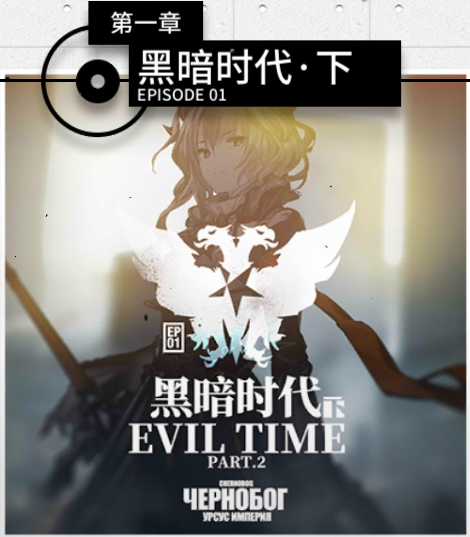 第一章
黑暗时代·下
EPISODE 01
EP
01
黑暗时代下
EVIL TIME
PART.2
CHERNOBOG
ЧЕРНОБОГ
УРСУС ИМПЕРИЯ